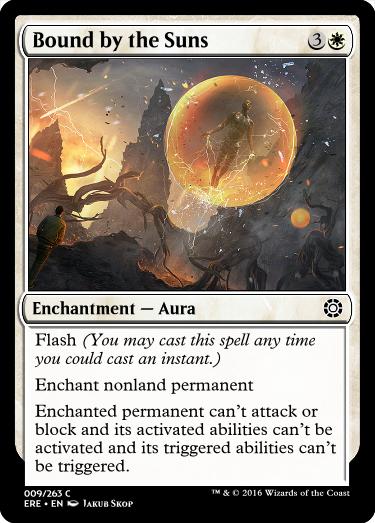 Bound by the Suns 3
Enchantment — Aura
Flash (You may cast this spell any time
you could cast an instant.)
Enchant nonland permanent
Enchanted permanent can't attack or
block and its activated abilities can't be
activated and its triggered abilities can't
be triggered.
009/263 C
ERE • EN Jakub Skop
™ & © 2016 Wizards of the Coast